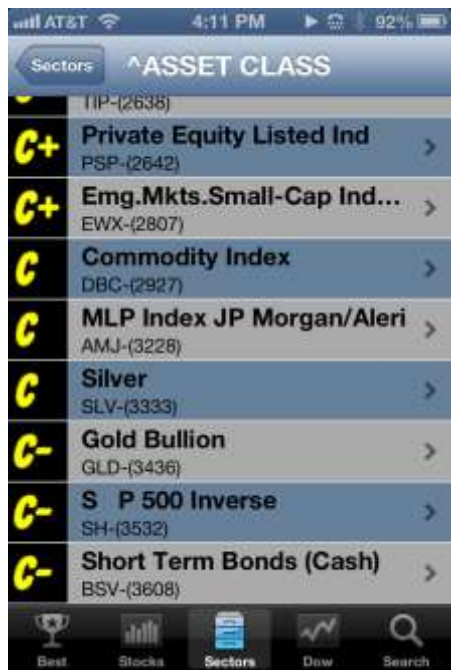 AT&T 4:11 PM 92%
Sectors ^ASSET CLASS
C TIP-(2638)
C+ Private Equity Listed Ind
PSP-(2642)
C+ Emg.Mkts.Small-Cap Ind...
EWX-(2807)
C Commodity Index
DBC-(2927)
C MLP Index JP Morgan/Aleri
AMJ-(3228)
C Silver
SLV-(3333)
C- Gold Bullion
GLD-(3436)
C- S P 500 Inverse
SH-(3532)
C- Short Term Bonds (Cash)
BSV-(3608)
Best Stocks Sectors Dow Search